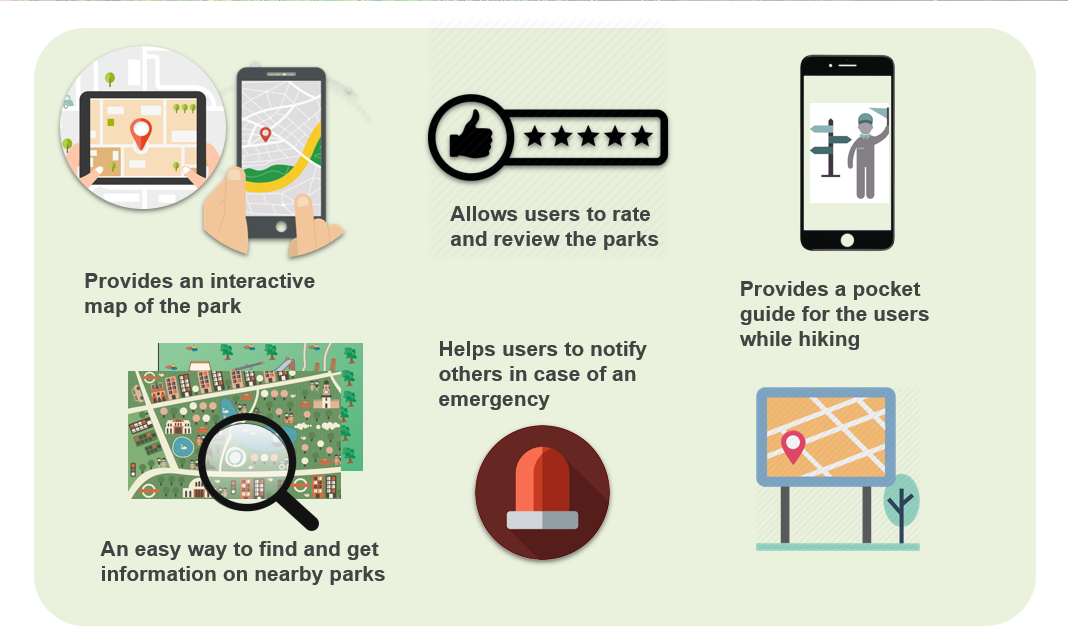 Provides an interactive
map of the park
Allows users to rate
and review the parks
Provides a pocket
guide for the users
while hiking
An easy way to find and get
information on nearby parks
Helps users to notify
others in case of an
emergency